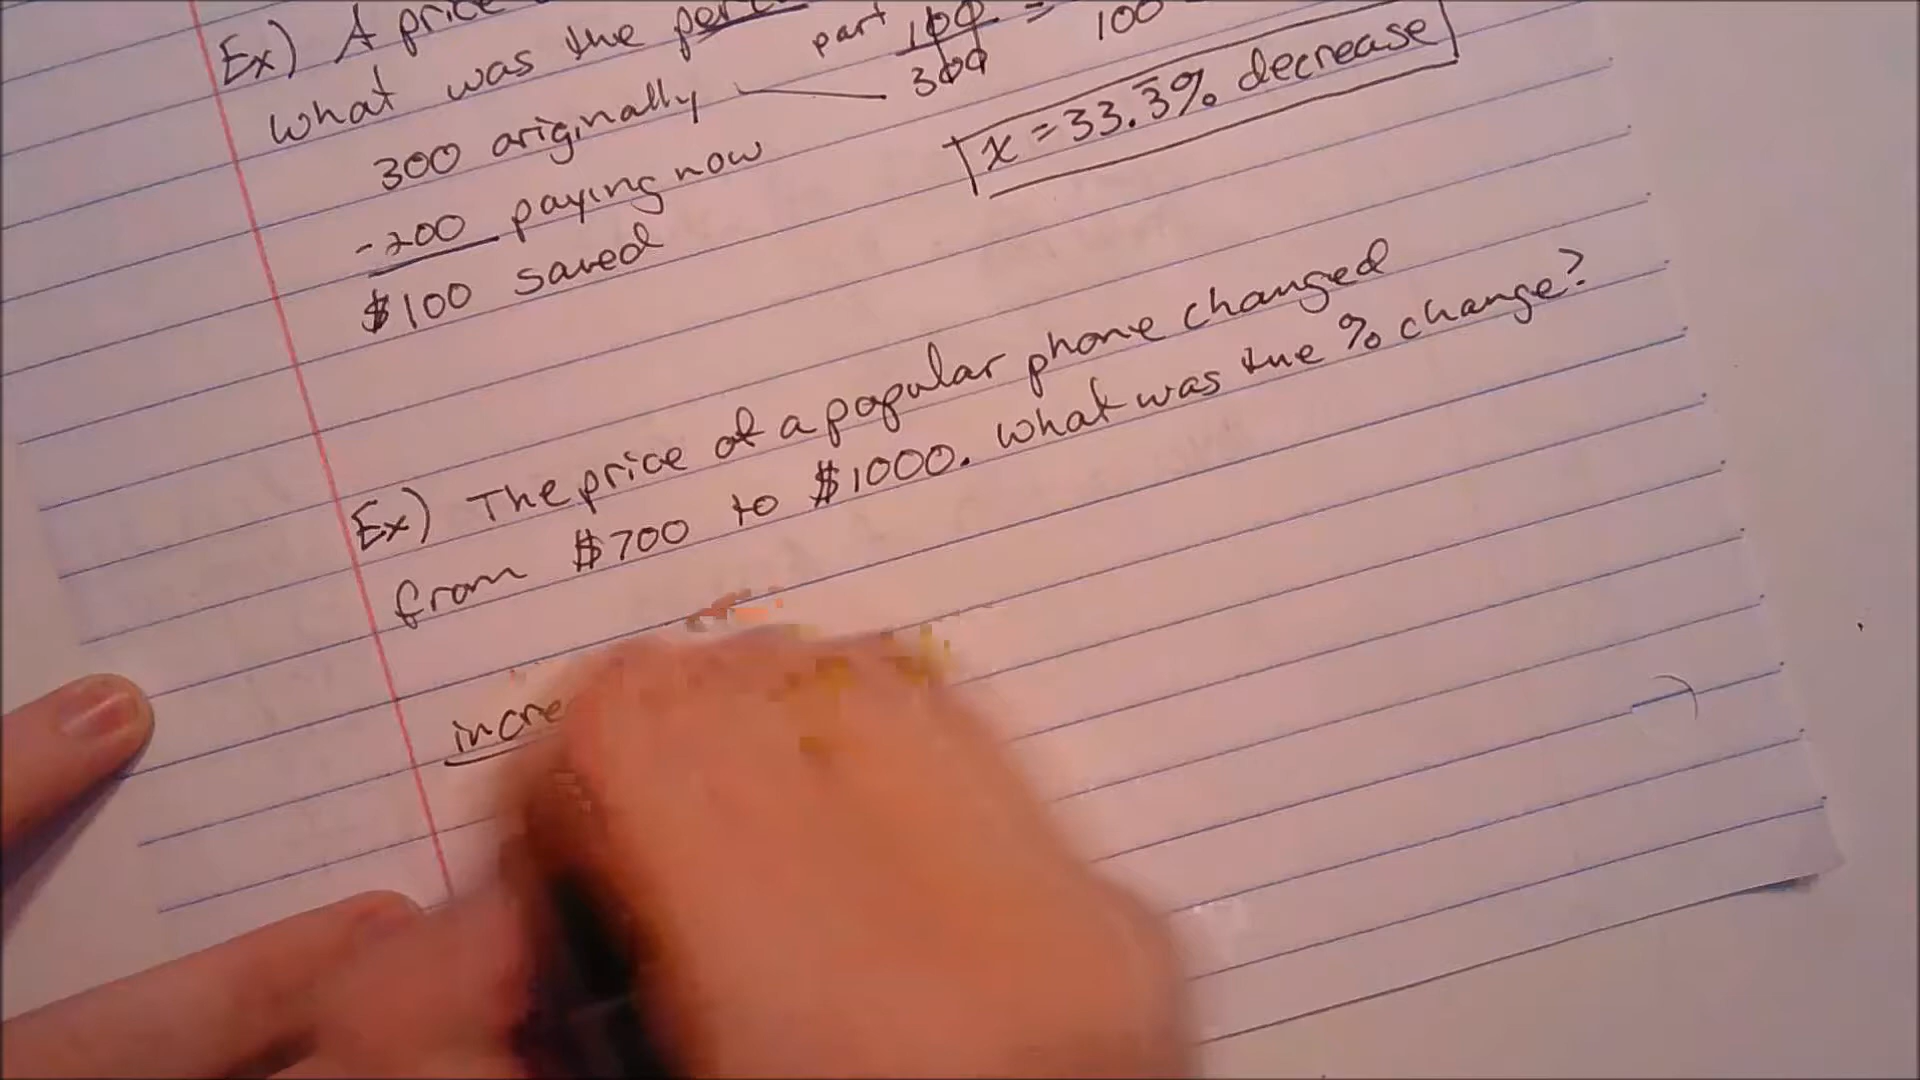 Ex) A price
what was the
part 100
300 = 100
300 originally
x = 33.3% decrease
-200 paying now
$100 saved
Ex) The price of a popular phone changed
from $700 to $1000. What was the % change?
incre